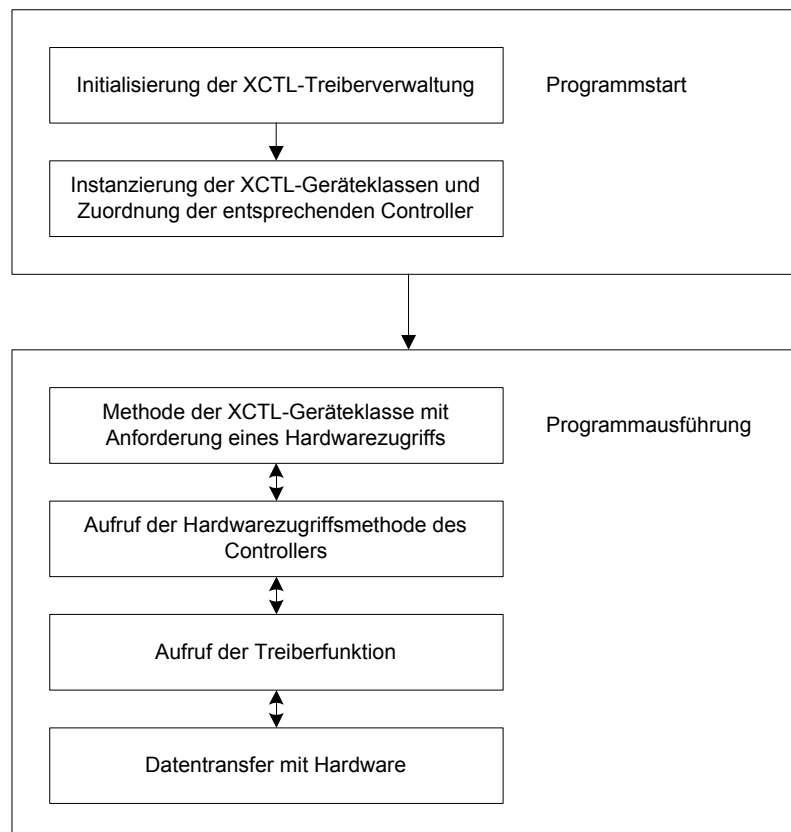 Initialisierung der XCTL-Treiberverwaltung
Programmstart
Instanzierung der XCTL-Geräteklassen und
Zuordnung der entsprechenden Controller
Methode der XCTL-Geräteklasse mit
Anforderung eines Hardwarezugriffs
Programmausführung
Aufruf der Hardwarezugriffsmethode des
Controllers
Aufruf der Treiberfunktion
Datentransfer mit Hardware